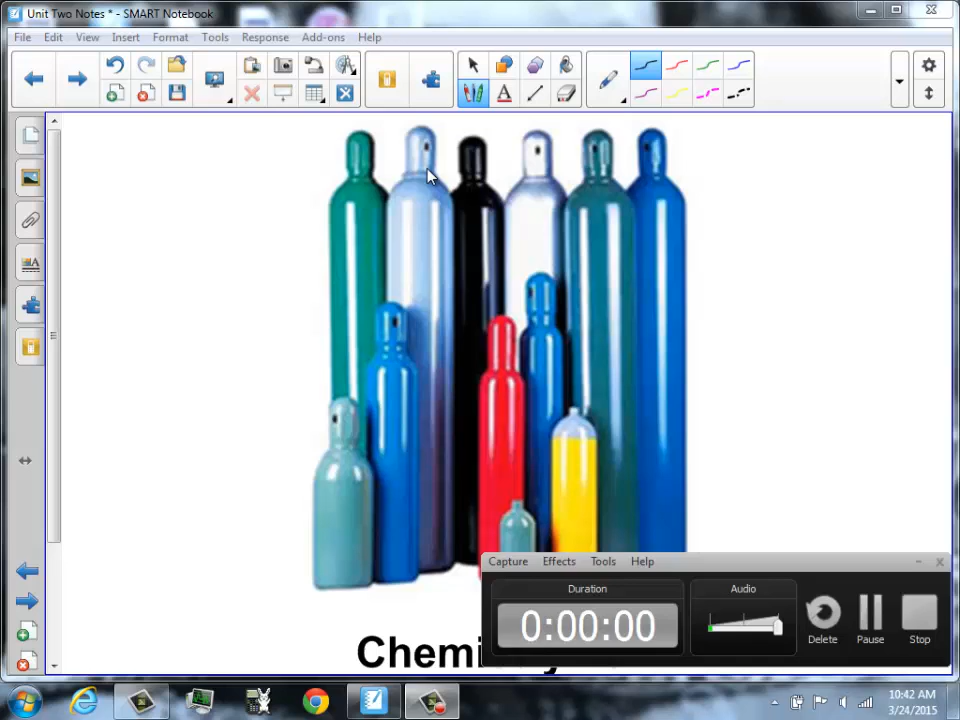 Unit Two Notes * - SMART Notebook
File Edit View Insert Format Tools Response Add-ons Help
Capture Effects Tools Help
Duration
Audio
0:00:00
Delete
Pause
Stop
10:42 AM
3/24/2015